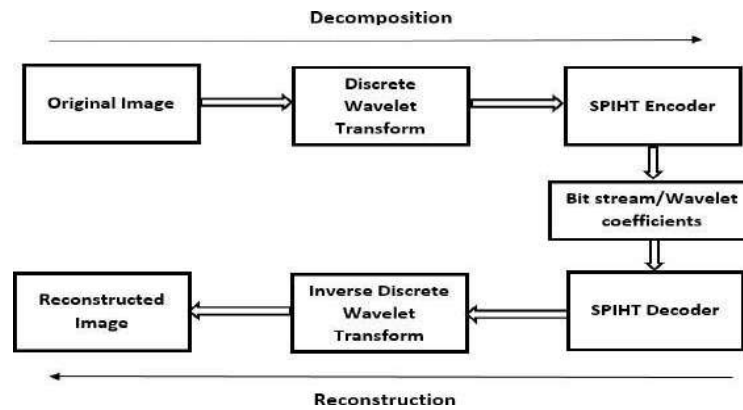 Decomposition
Original Image
Discrete
Wavelet
Transform
SPIHT Encoder
Bit stream/Wavelet
coefficients
SPIHT Decoder
Inverse Discrete
Wavelet
Transform
Reconstructed
Image
Reconstruction